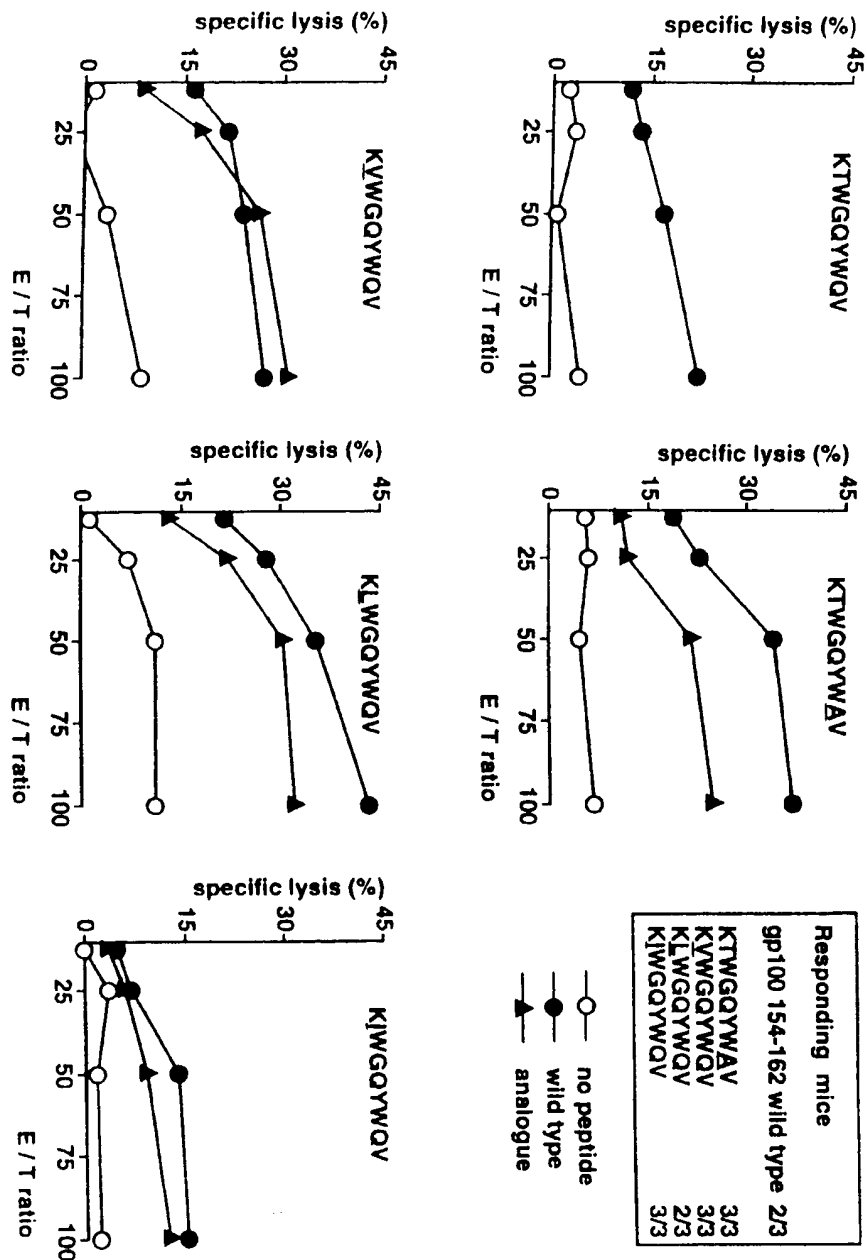 KTWGQYWQV
specific lysis (%)
45
30
15
0
25 50 75 100
E / T ratio
KTWGQYWAV
specific lysis (%)
45
30
15
0
25 50 75 100
E / T ratio
Responding mice
gp100 154-162 wild type 2/3
KTWGQYWAV 3/3
KVWGQYWQV 3/3
KLWGQYWQV 2/3
KIWGQYWQV 3/3
no peptide
wild type
analogue
KVWGQYWQV
specific lysis (%)
45
30
15
0
25 50 75 100
E / T ratio
KLWGQYWQV
specific lysis (%)
45
30
15
0
25 50 75 100
E / T ratio
KIWGQYWQV
specific lysis (%)
45
30
15
0
25 50 75 100
E / T ratio